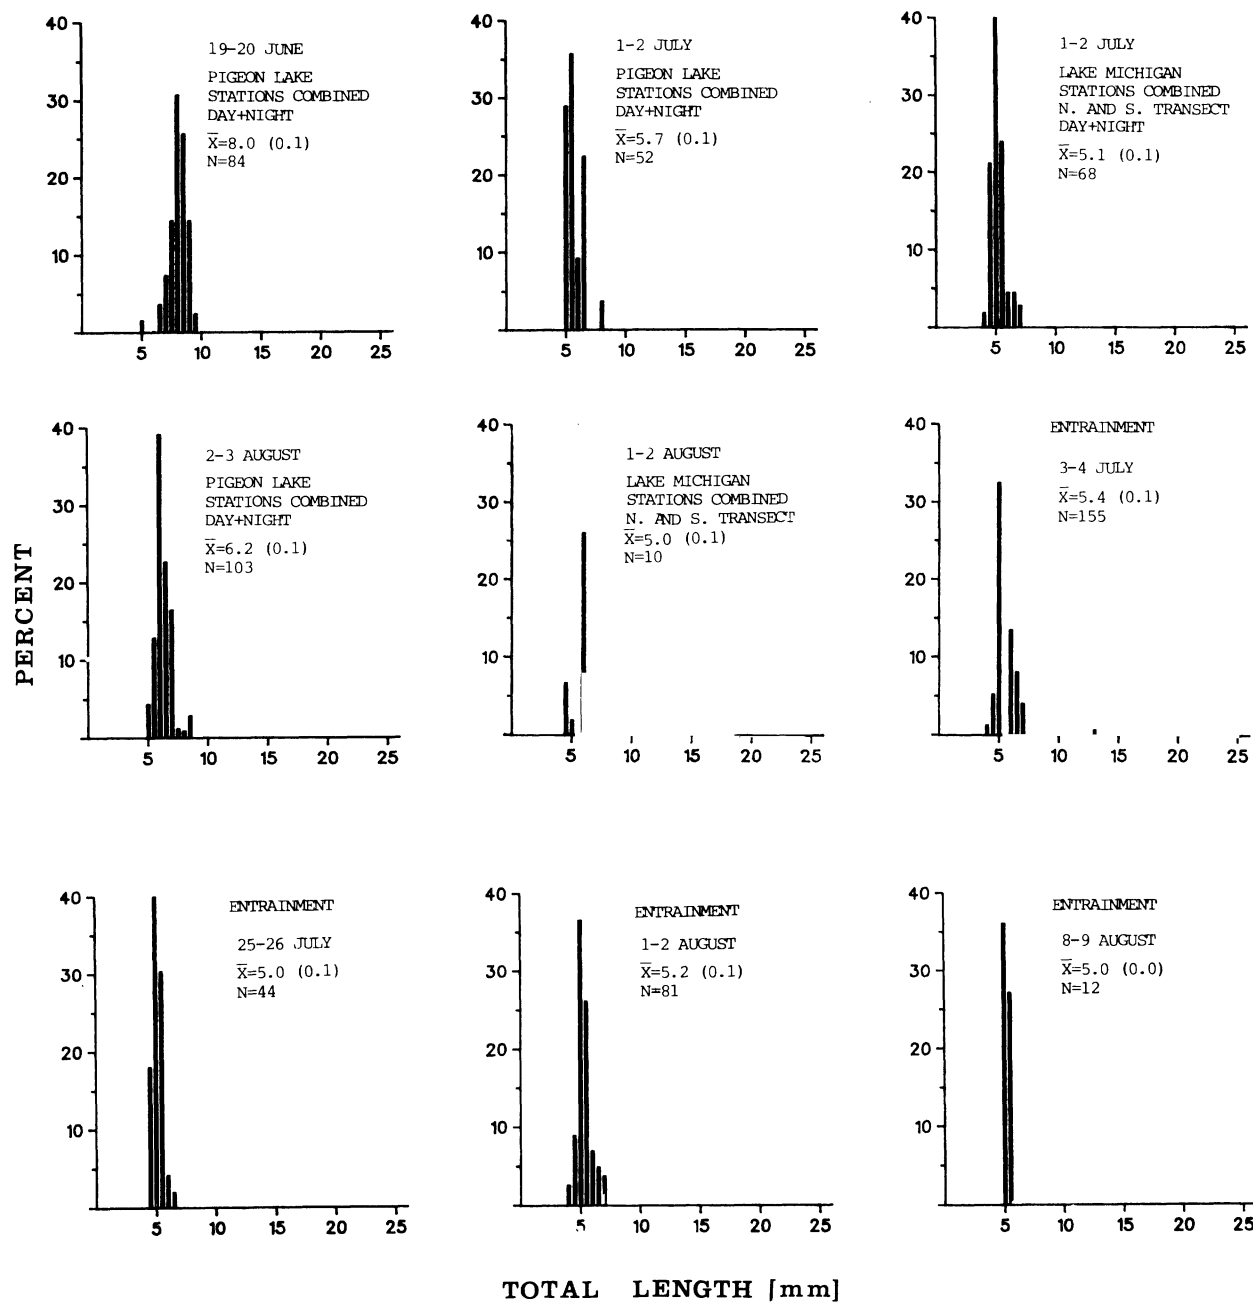 40
30
20
10
5 10 15 20 25
19-20 JUNE
PIGEON LAKE
STATIONS COMBINED
DAY+NIGHT
X̅=8.0 (0.1)
N=84
40
30
20
10
5 10 15 20 25
1-2 JULY
PIGEON LAKE
STATIONS COMBINED
DAY+NIGHT
X̅=5.7 (0.1)
N=52
40
30
20
10
5 10 15 20 25
1-2 JULY
LAKE MICHIGAN
STATIONS COMBINED
N. AND S. TRANSECT
DAY+NIGHT
X̅=5.1 (0.1)
N=68
PERCENT
40
30
20
10
5 10 15 20 25
2-3 AUGUST
PIGEON LAKE
STATIONS COMBINED
DAY+NIGHT
X̅=6.2 (0.1)
N=103
40
30
20
10
5 10 15 20 25
1-2 AUGUST
LAKE MICHIGAN
STATIONS COMBINED
N. AND S. TRANSECT
X̅=5.0 (0.1)
N=10
40
30
20
10
5 10 15 20 25
ENTRAINMENT
3-4 JULY
X̅=5.4 (0.1)
N=155
40
30
20
10
5 10 15 20 25
ENTRAINMENT
25-26 JULY
X̅=5.0 (0.1)
N=44
40
30
20
10
5 10 15 20 25
ENTRAINMENT
1-2 AUGUST
X̅=5.2 (0.1)
N=81
40
30
20
10
5 10 15 20 25
ENTRAINMENT
8-9 AUGUST
X̅=5.0 (0.0)
N=12
TOTAL LENGTH [mm]